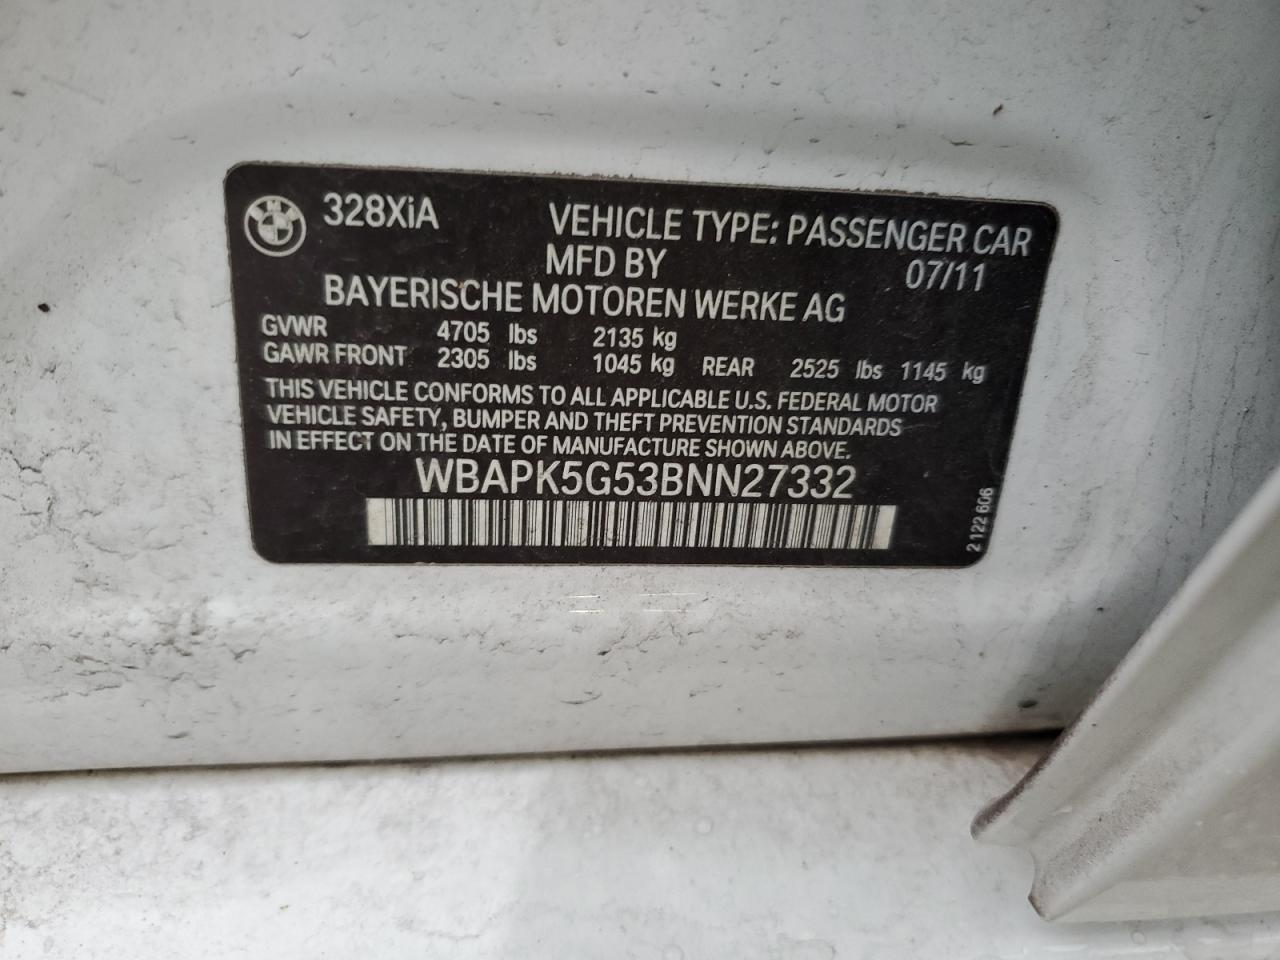 328XiA VEHICLE TYPE: PASSENGER CAR
MFD BY 07/11
BAYERISCHE MOTOREN WERKE AG
GVWR 4705 lbs 2135 kg
GAWR FRONT 2305 lbs 1045 kg REAR 2525 lbs 1145 kg
THIS VEHICLE CONFORMS TO ALL APPLICABLE U.S. FEDERAL MOTOR
VEHICLE SAFETY, BUMPER AND THEFT PREVENTION STANDARDS
IN EFFECT ON THE DATE OF MANUFACTURE SHOWN ABOVE.
WBAPK5G53BNN27332
2 122 606